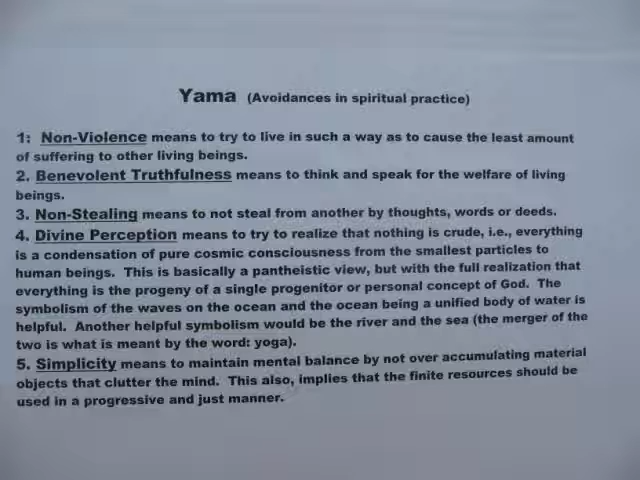 Yama (Avoidances in spiritual practice)
1: Non-Violence means to try to live in such a way as to cause the least amount
of suffering to other living beings.
2. Benevolent Truthfulness means to think and speak for the welfare of living
beings.
3. Non-Stealing means to not steal from another by thoughts, words or deeds.
4. Divine Perception means to try to realize that nothing is crude, i.e., everything
is a condensation of pure cosmic consciousness from the smallest particles to
human beings. This is basically a pantheistic view, but with the full realization that
everything is the progeny of a single progenitor or personal concept of God. The
symbolism of the waves on the ocean and the ocean being a unified body of water is
helpful. Another helpful symbolism would be the river and the sea (the merger of the
two is what is meant by the word: yoga).
5. Simplicity means to maintain mental balance by not over accumulating material
objects that clutter the mind. This also, implies that the finite resources should be
used in a progressive and just manner.